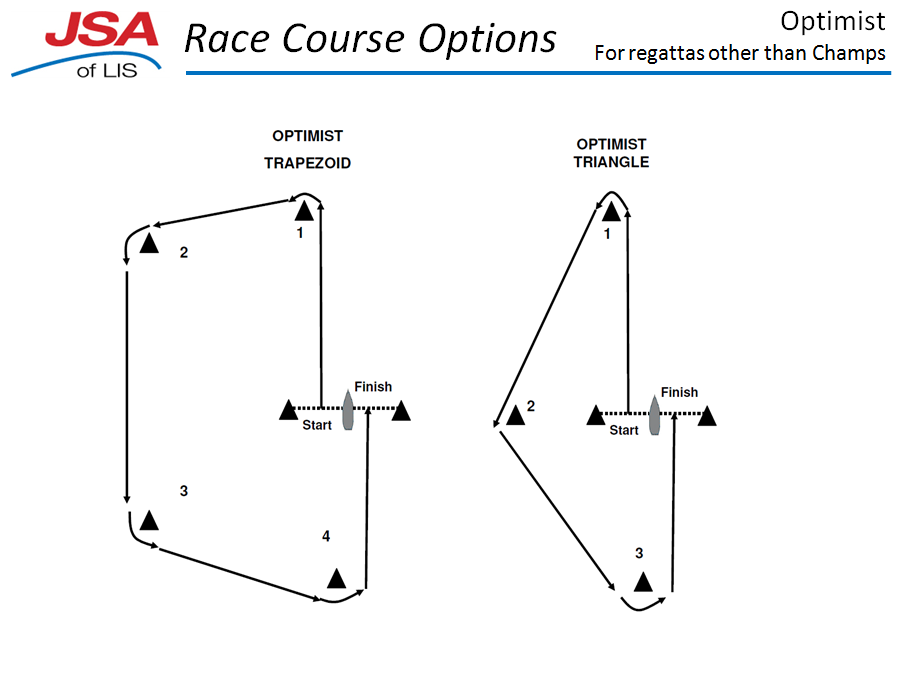 JSA
of LIS
Race Course Options
Optimist
For regattas other than Champs
OPTIMIST
TRAPEZOID
1
2
Finish
Start
3
4
OPTIMIST
TRIANGLE
1
2
Finish
Start
3